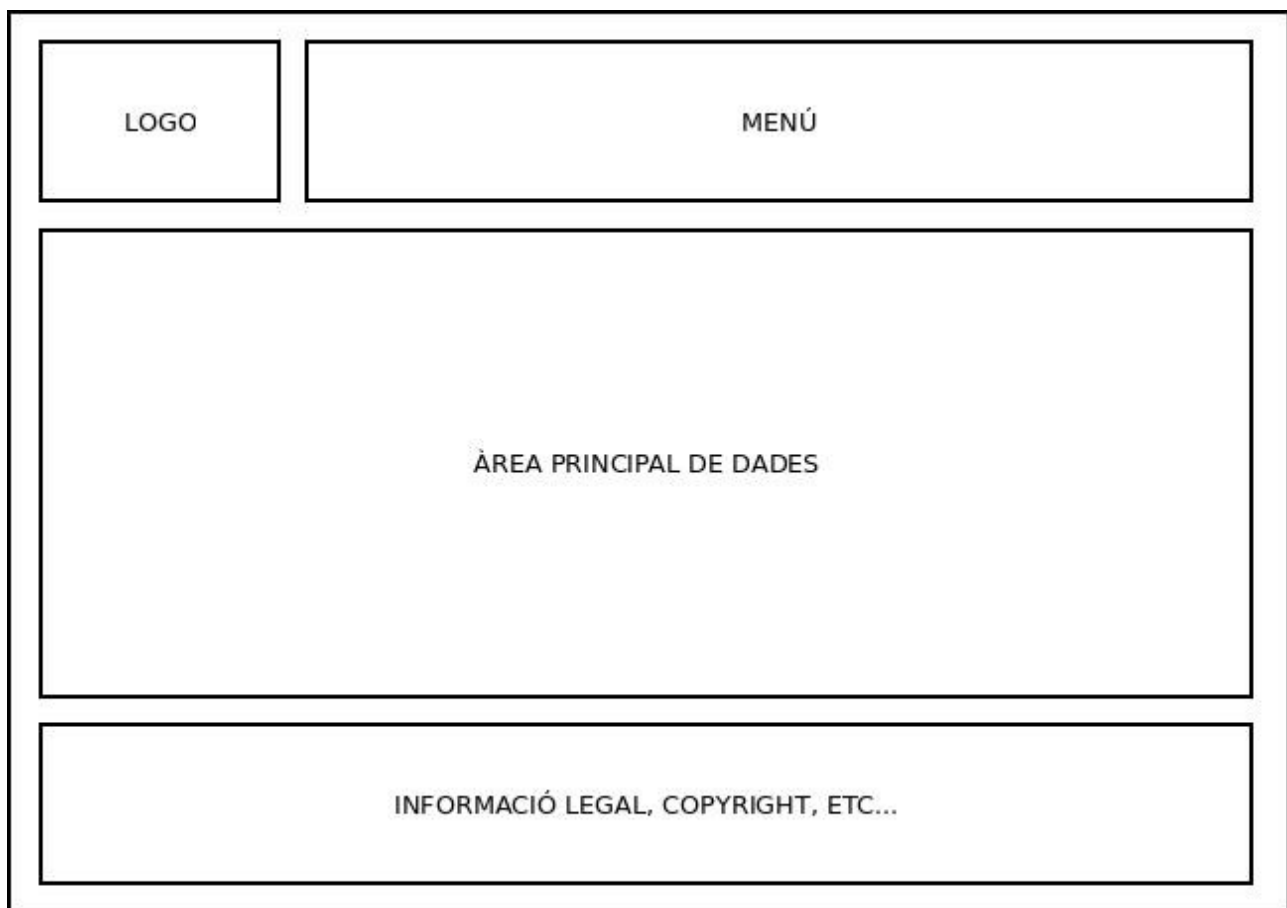 LOGO
MENÚ
ÀREA PRINCIPAL DE DADES
INFORMACIÓ LEGAL, COPYRIGHT, ETC...